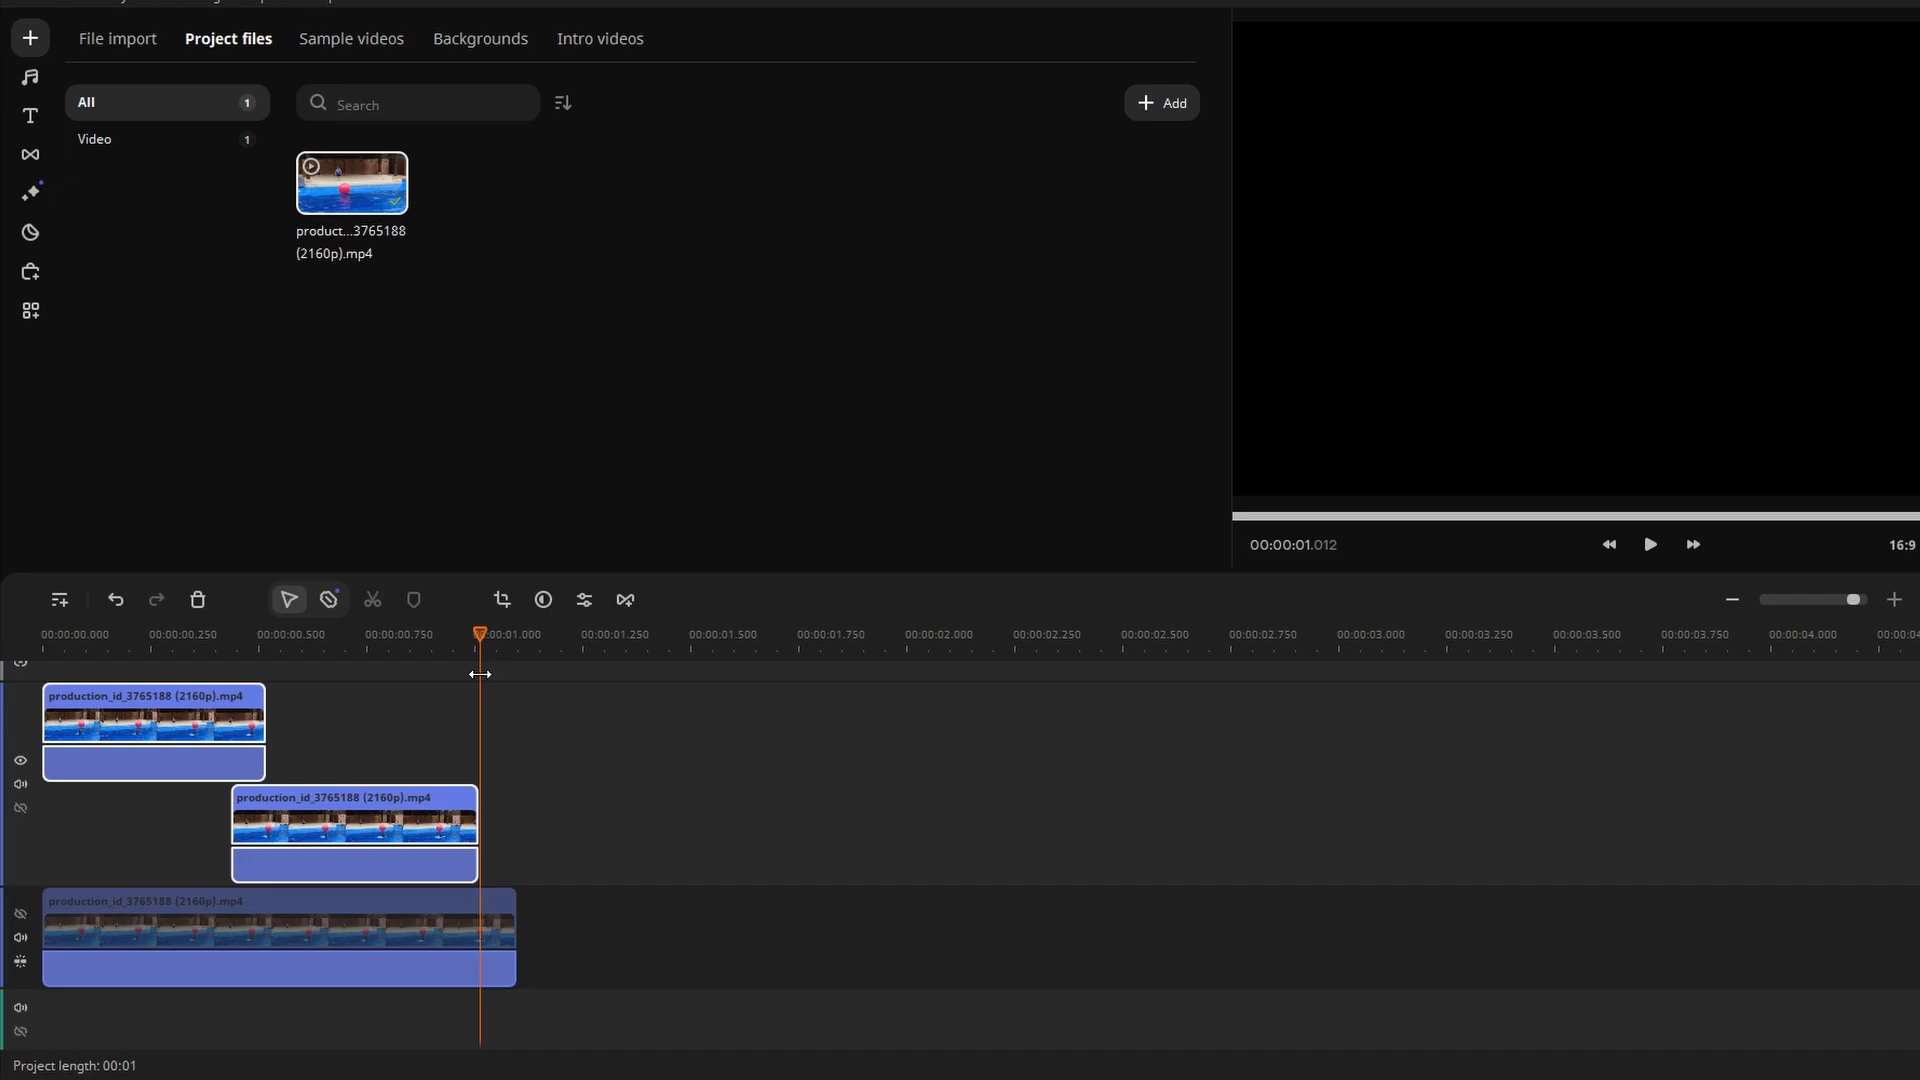 File import Project files Sample videos Backgrounds Intro videos
All 1
Search
Add
Video 1
product...3765188
(2160p).mp4
00:00:01.012
16:9
00:00:00.000 00:00:00.250 00:00:00.500 00:00:00.750 00:00:01.000 00:00:01.250 00:00:01.500 00:00:01.750 00:00:02.000 00:00:02.250 00:00:02.500 00:00:02.750 00:00:03.000 00:00:03.250 00:00:03.500 00:00:03.750 00:00:04.000
production_id_3765188 (2160p).mp4
production_id_3765188 (2160p).mp4
production_id_3765188 (2160p).mp4
Project length: 00:01